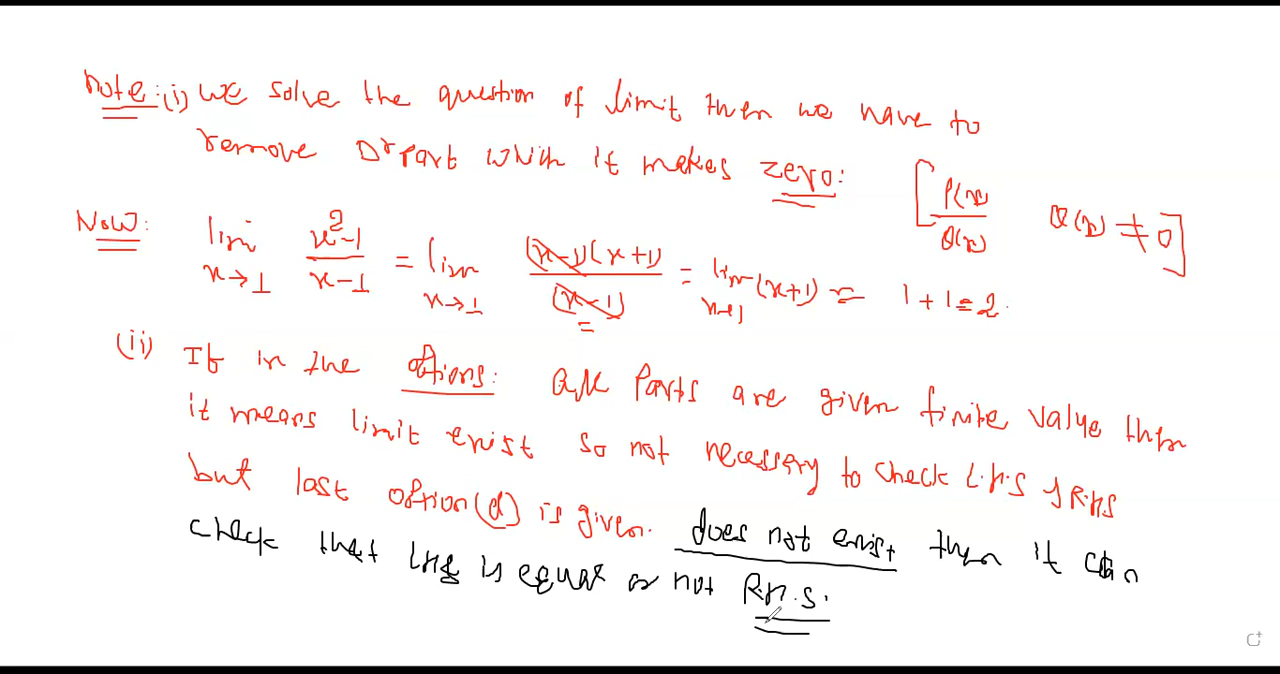 Note: (i) We solve the question of limit then we have to
remove Dr Part which it makes zero: [P(x)/Q(x) Q(x) ≠ 0]
Now: lim x→1 x²-1/x-1 = lim x→1 (x-1)(x+1)/(x-1) = lim x→1 (x+1) = 1+1=2.
(ii) If in the options: all Parts are given finite value then
it means limit exist so not necessary to check L.H.S & R.H.S
but last option(d) is given. does not exist then it can
check that LHS is equal or not R.H.S.